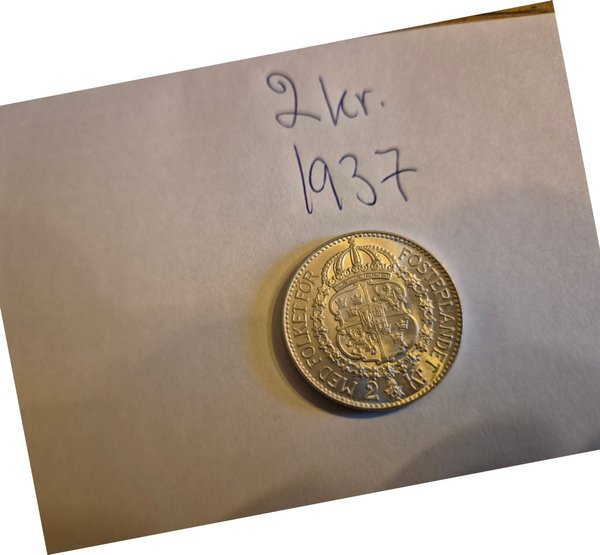 2 kr.
1937
MED FOLKET FÖR FOSTERLANDET
2 KR